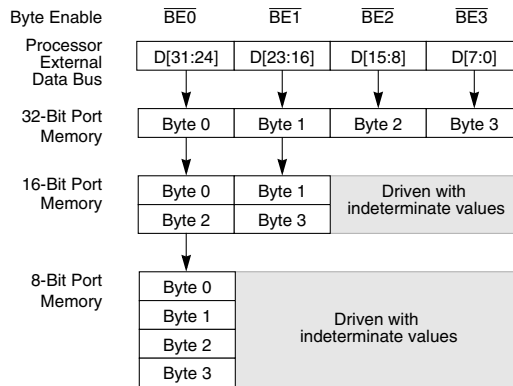 Byte Enable BE0 BE1 BE2 BE3
Processor
External
Data Bus
D[31:24] D[23:16] D[15:8] D[7:0]
32-Bit Port
Memory
Byte 0 Byte 1 Byte 2 Byte 3
16-Bit Port
Memory
Byte 0 Byte 1
Byte 2 Byte 3
Driven with
indeterminate values
8-Bit Port
Memory
Byte 0
Byte 1
Byte 2
Byte 3
Driven with
indeterminate values